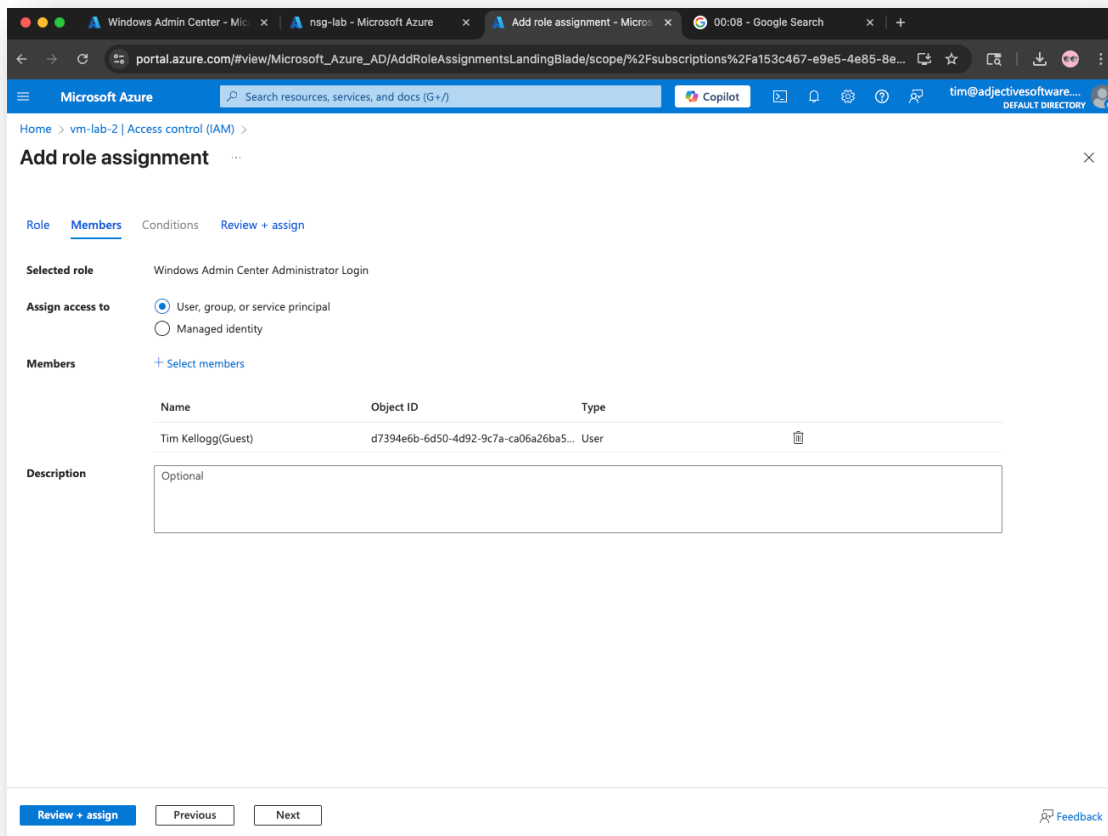 Windows Admin Center - Mic
nsg-lab - Microsoft Azure
Add role assignment - Micros
00:08 - Google Search
portal.azure.com/#view/Microsoft_Azure_AD/AddRoleAssignmentsLandingBlade/scope/%2Fsubscriptions%2Fa153c467-e9e5-4e85-8e...
Microsoft Azure
Search resources, services, and docs (G+/)
Copilot
tim@adjectivesoftware....
DEFAULT DIRECTORY
Home > vm-lab-2 | Access control (IAM) >
Add role assignment ...
Role Members Conditions Review + assign
Selected role Windows Admin Center Administrator Login
Assign access to User, group, or service principal
Managed identity
Members + Select members
Name Object ID Type
Tim Kellogg(Guest) d7394e6b-6d50-4d92-9c7a-ca06a26ba5... User
Description Optional
Review + assign Previous Next Feedback